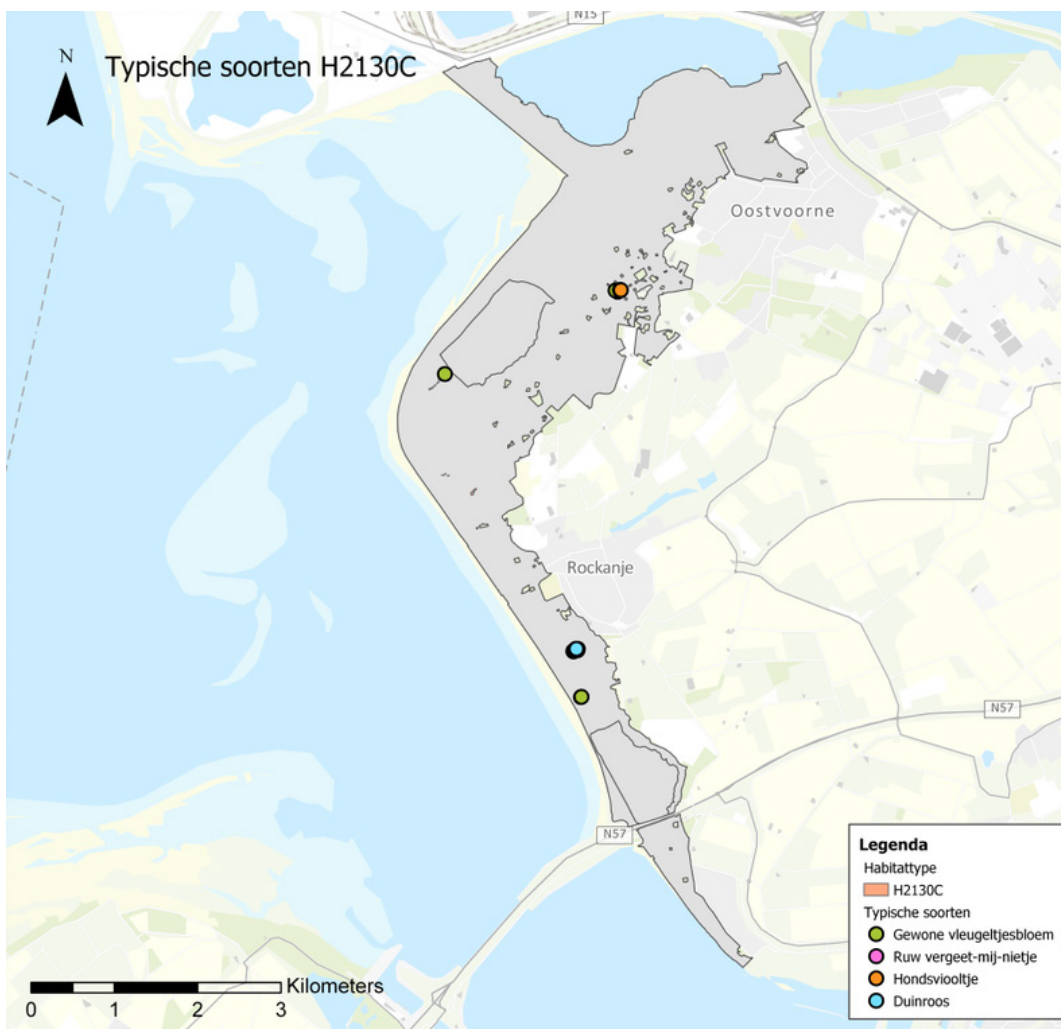 N15
Typische soorten H2130C
N
Oostvoorne
Rockanje
N57
N57
Legenda
Habitattype
H2130C
Typische soorten
Gewone vleugeltjesbloem
Ruw vergeet-mij-nietje
Hondsviooltje
Duinroos
Kilometers
0 1 2 3